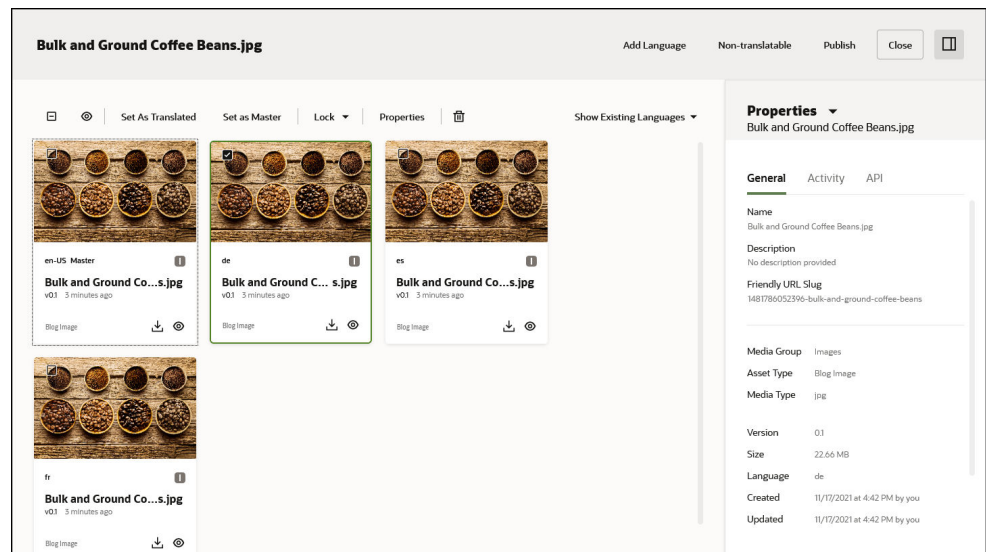 Bulk and Ground Coffee Beans.jpg
Add Language Non-translatable Publish Close
Set As Translated Set as Master Lock Properties Show Existing Languages
en-US Master I
Bulk and Ground Co...s.jpg
v0.1 3 minutes ago
Blog Image
de I
Bulk and Ground C... s.jpg
v0.1 3 minutes ago
Blog Image
es I
Bulk and Ground Co...s.jpg
v0.1 3 minutes ago
Blog Image
fr I
Bulk and Ground Co...s.jpg
v0.1 3 minutes ago
Blog Image
Properties
Bulk and Ground Coffee Beans.jpg
General Activity API
Name
Bulk and Ground Coffee Beans.jpg
Description
No description provided
Friendly URL Slug
1481786052396-bulk-and-ground-coffee-beans
Media Group Images
Asset Type Blog Image
Media Type jpg
Version 0.1
Size 22.66 MB
Language de
Created 11/17/2021 at 4:42 PM by you
Updated 11/17/2021 at 4:42 PM by you